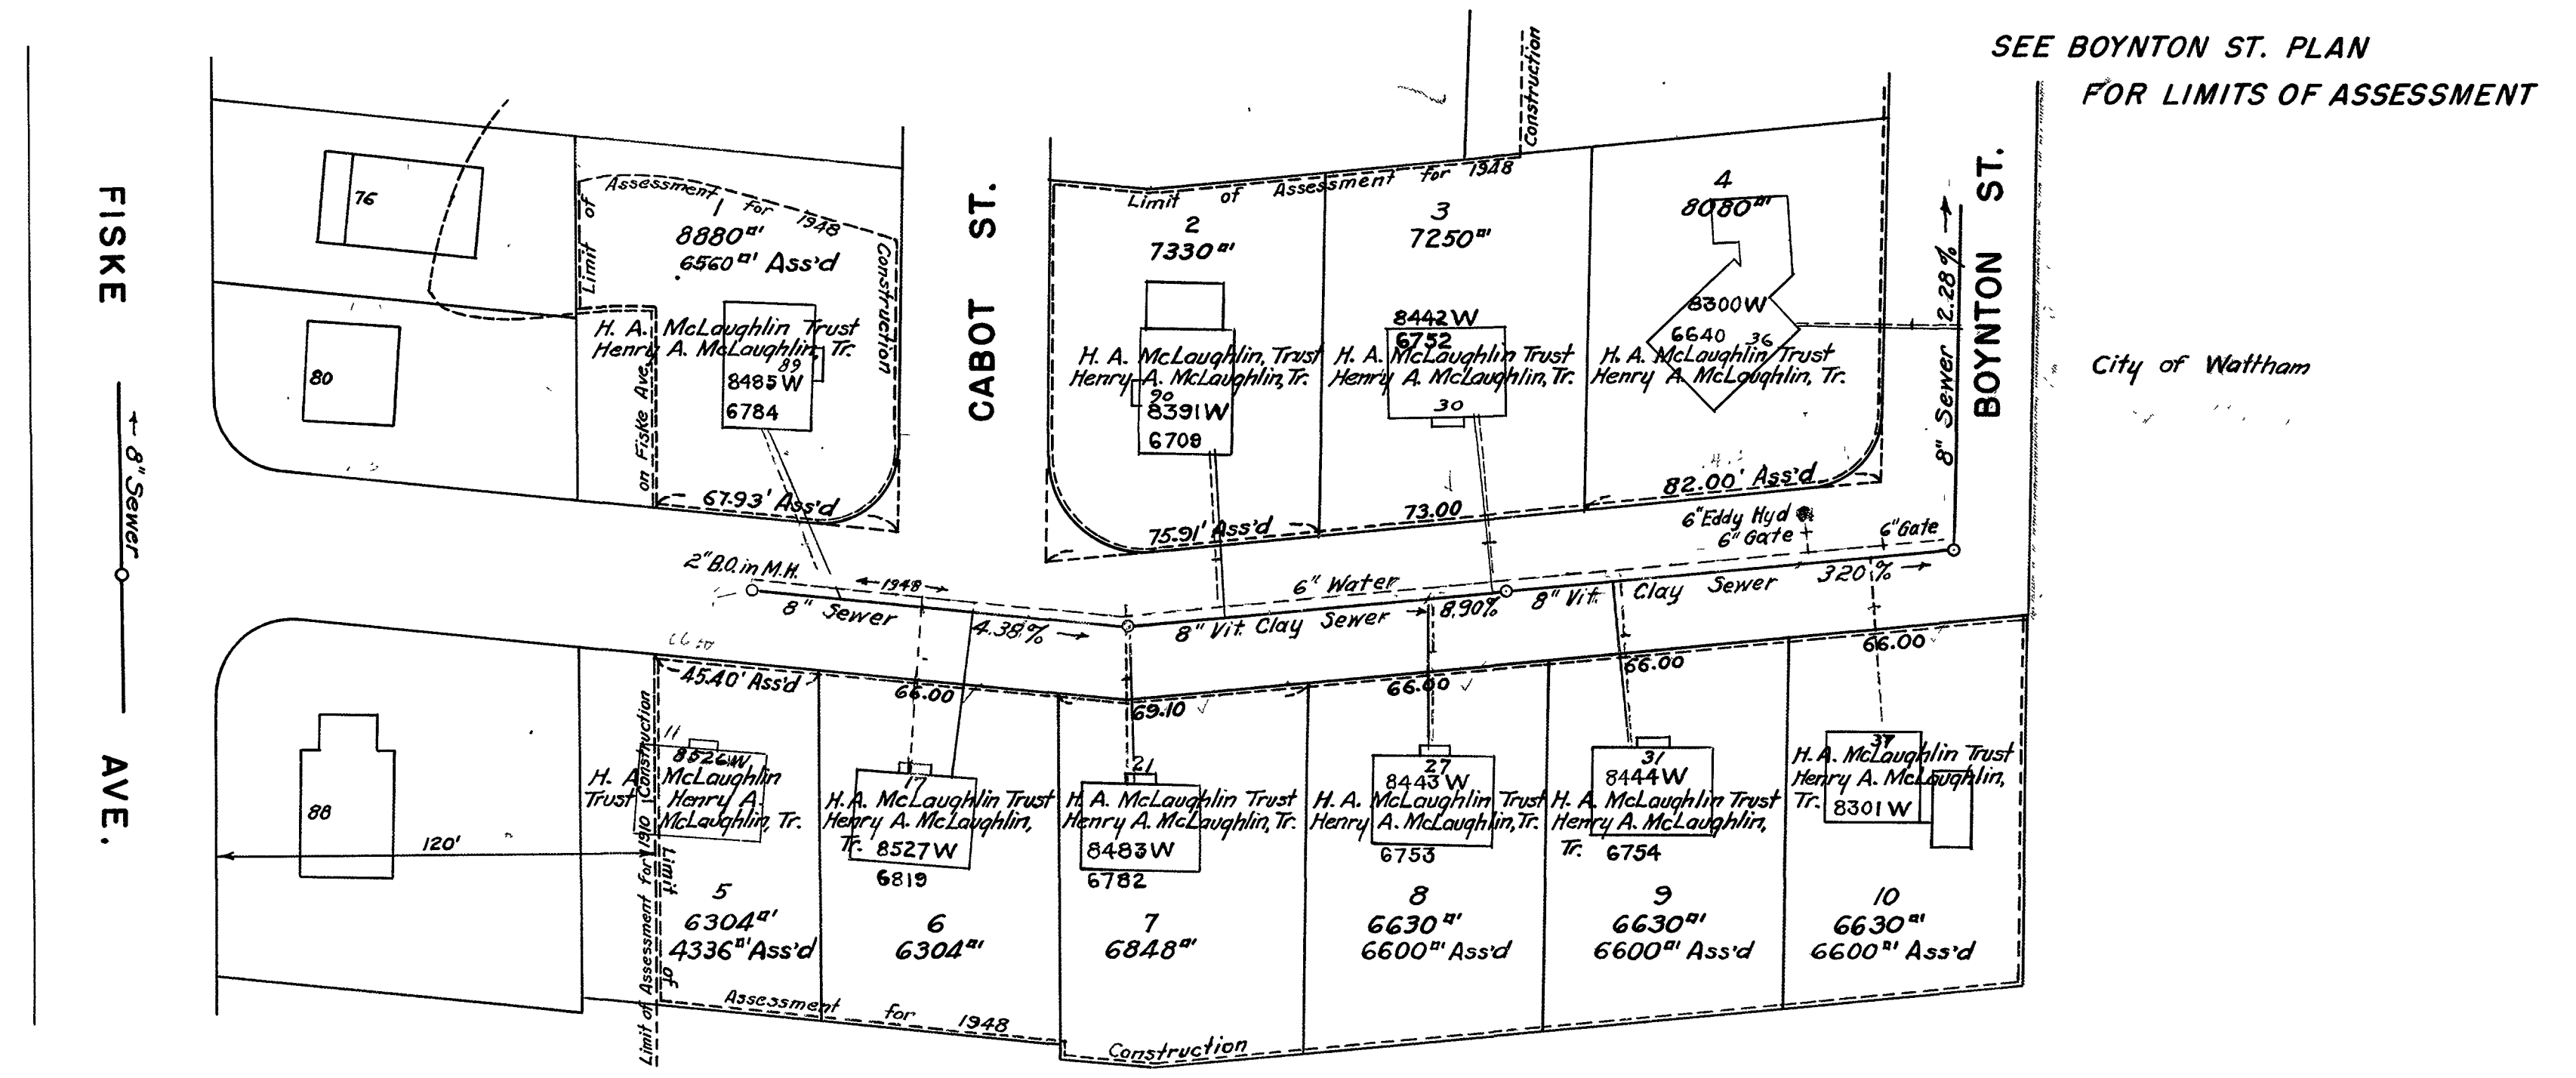 SEE BOYNTON ST. PLAN
FOR LIMITS OF ASSESSMENT
FISKE AVE.
← 8" Sewer
76
80
88
120'
Limit of Assessment for 1948 Construction
on Fiske Ave.
1
8880□'
6560□' Ass'd
H. A. McLaughlin Trust
Henry A. McLaughlin, Tr.
89
8485W
6784
67.93' Ass'd
CABOT ST.
Limit of Assessment for 1948
Construction
2
7330□'
H. A. McLaughlin, Trust
Henry A. McLaughlin, Tr.
90
8391W
6708
75.91' Ass'd
3
7250□'
8442W
6752
H. A. McLaughlin Trust
Henry A. McLaughlin, Tr.
30
73.00
4
8080□'
8300W
6640 36
H. A. McLaughlin Trust
Henry A. McLaughlin, Tr.
82.00' Ass'd
8" Sewer 2.28% →
BOYNTON ST.
City of Waltham
6" Eddy Hyd
6" Gate
6" Gate
2" B.O. in M.H.
←1948→
8" Sewer
4.38% →
6" Water
8" Vit. Clay Sewer → 8.90%
8" Vit. Clay Sewer 3.20% →
45.40' Ass'd
66.00
69.10
66.00
66.00
66.00
Limit of Assessment for 1910 Construction
11
8526W
H. A. McLaughlin
Trust Henry A.
McLaughlin, Tr.
5
6304□'
4336□' Ass'd
17
H. A. McLaughlin Trust
Henry A. McLaughlin,
Tr. 8527W
6819
6
6304□'
21
H. A. McLaughlin Trust
Henry A. McLaughlin, Tr.
8483W
6782
7
6848□'
27
8443W
H. A. McLaughlin Trust
Henry A. McLaughlin, Tr.
6753
8
6630□'
6600□' Ass'd
31
8444W
H. A. McLaughlin Trust
Henry A. McLaughlin,
Tr. 6754
9
6630□'
6600□' Ass'd
37
H. A. McLaughlin Trust
Henry A. McLaughlin,
Tr. 8301W
10
6630□'
6600□' Ass'd
Limit of Assessment for 1948
Construction